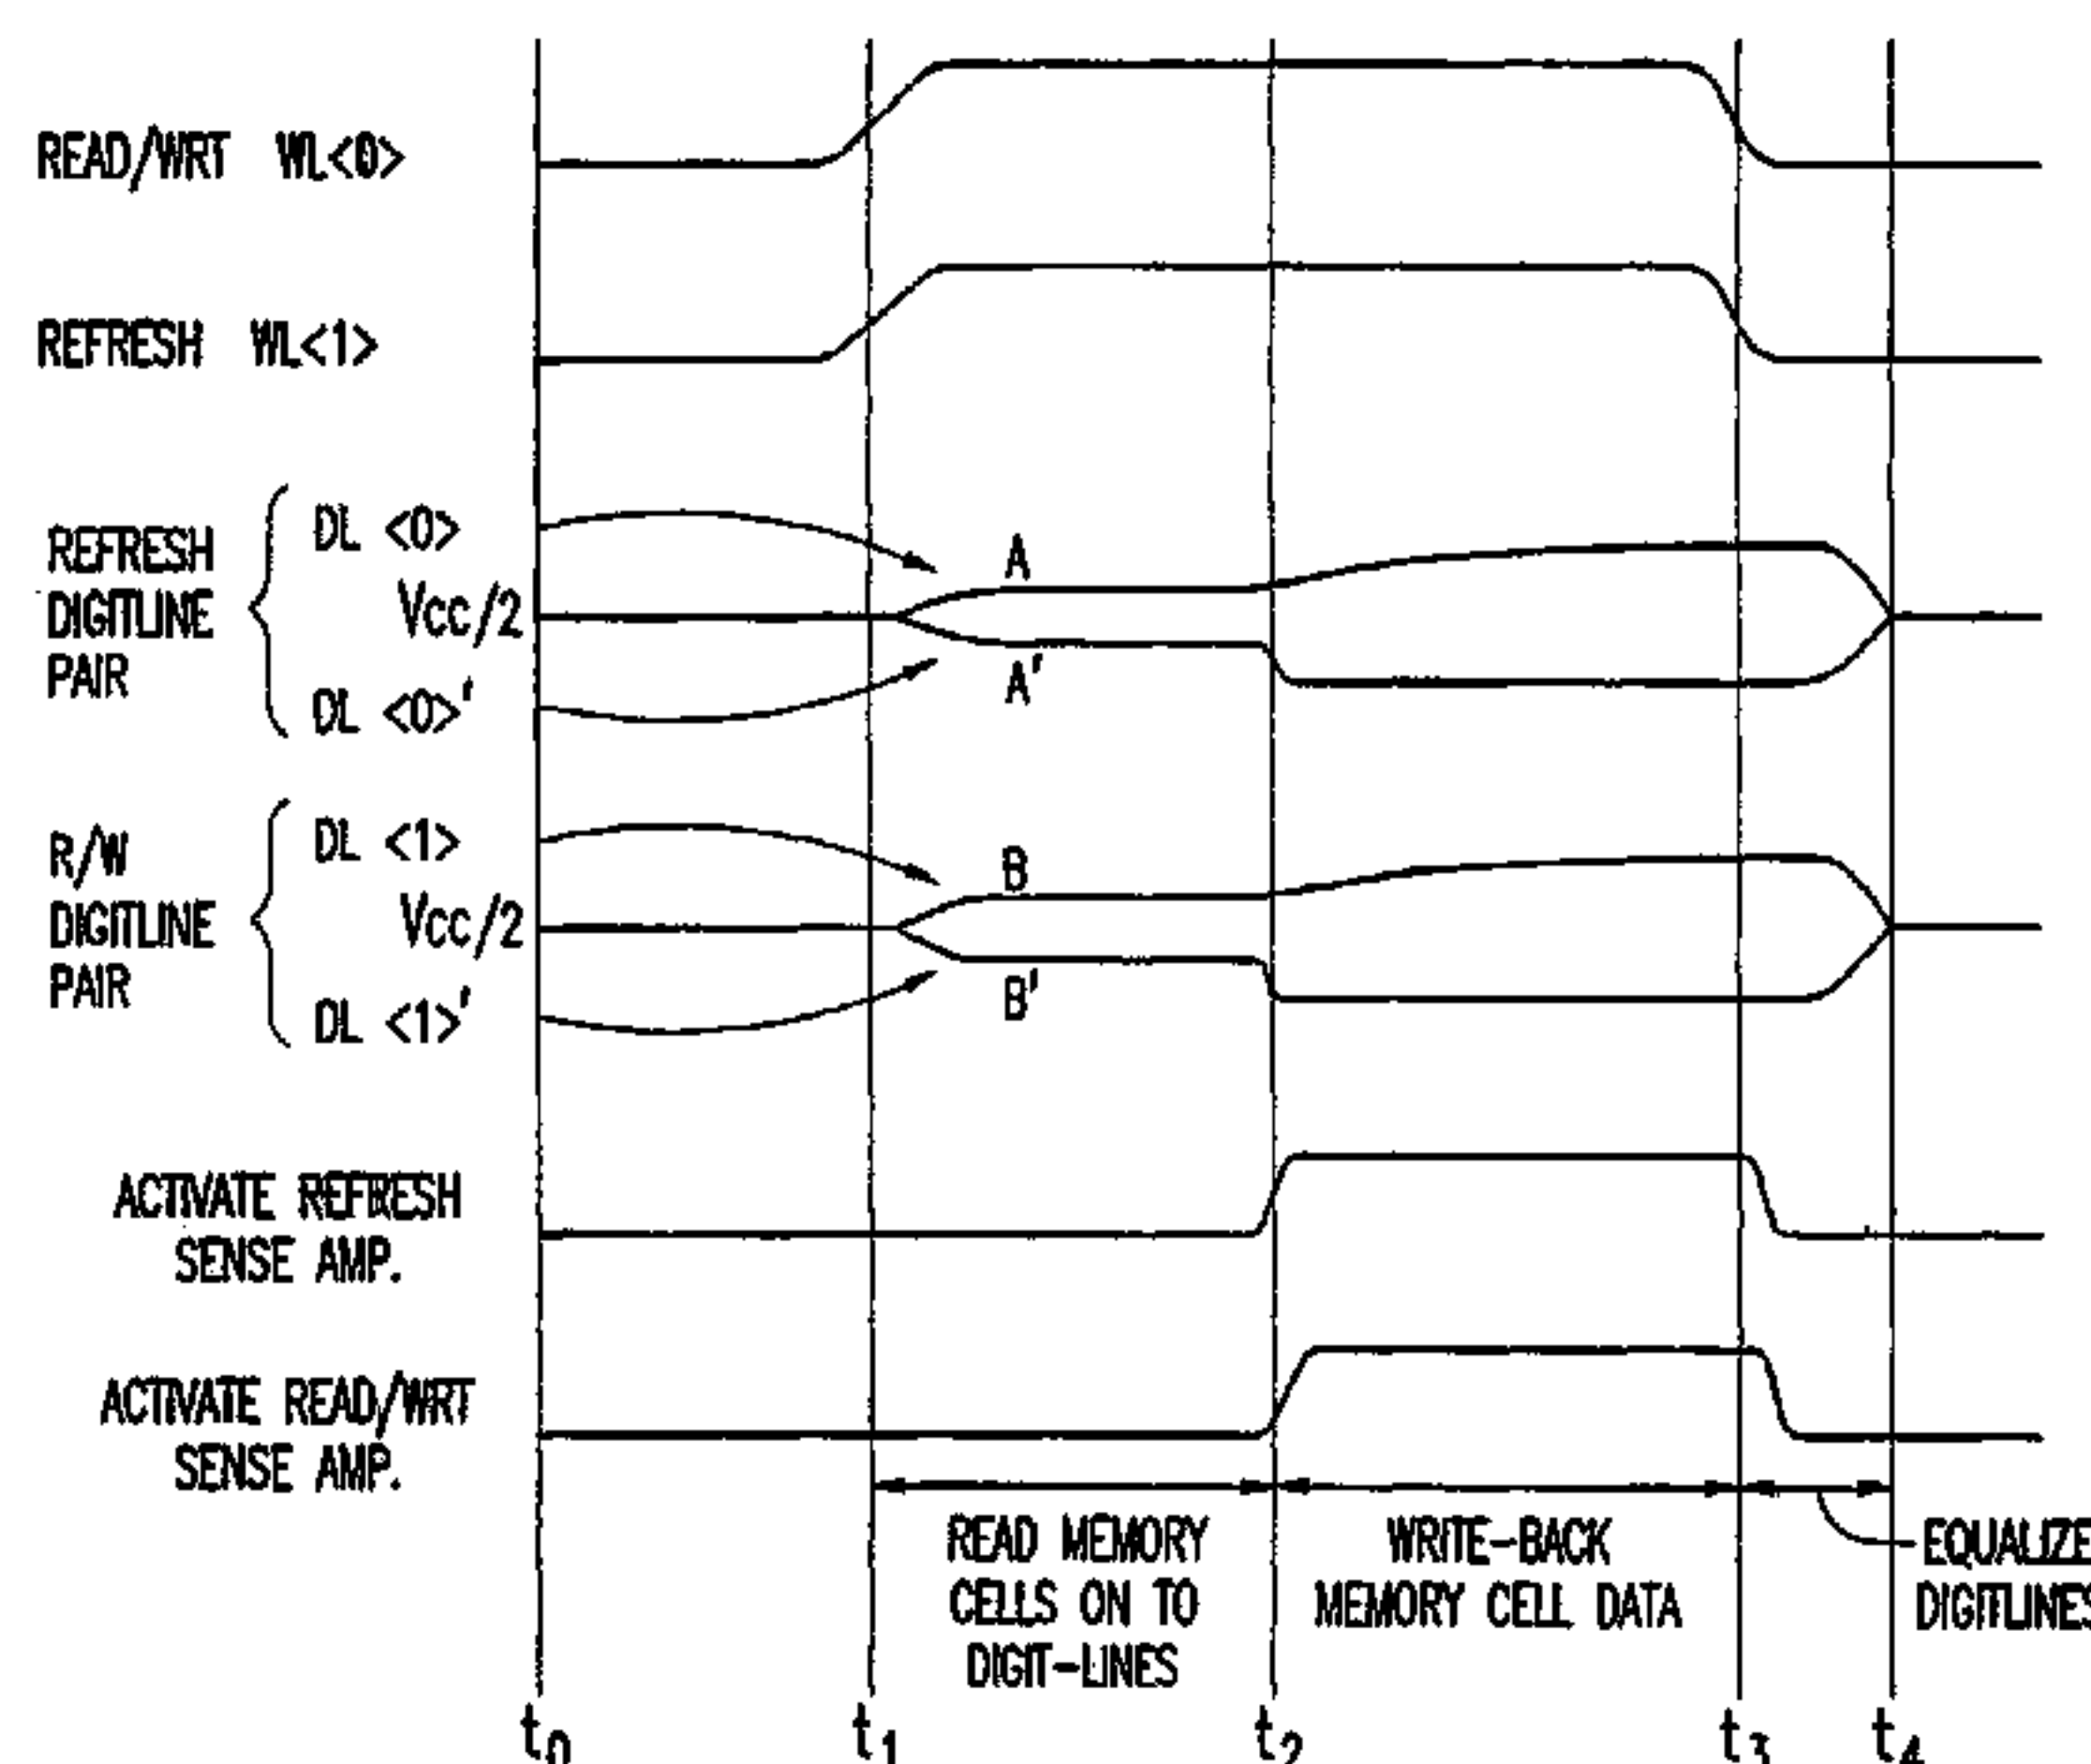 READ/WRT WL<0>
REFRESH WL<1>
REFRESH
DIGITLINE
PAIR
DL <0>
Vcc/2
DL <0>'
A
A'
R/W
DIGITLINE
PAIR
DL <1>
Vcc/2
DL <1>'
B
B'
ACTIVATE REFRESH
SENSE AMP.
ACTIVATE READ/WRT
SENSE AMP.
READ MEMORY
CELLS ON TO
DIGIT-LINES
WRITE-BACK
MEMORY CELL DATA
EQUALIZE
DIGITLINES
t0 t1 t2 t3 t4